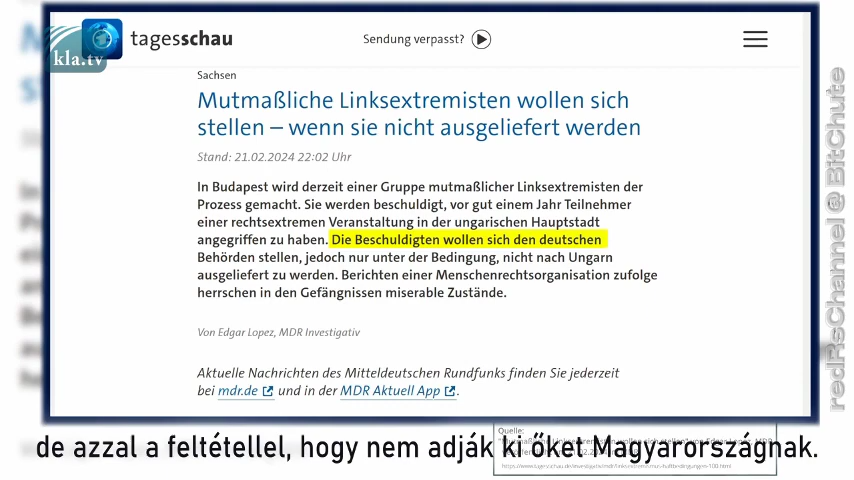 kla.tv
tagesschau
Sendung verpasst?
Sachsen
Mutmaßliche Linksextremisten wollen sich
stellen – wenn sie nicht ausgeliefert werden
Stand: 21.02.2024 22:02 Uhr
In Budapest wird derzeit einer Gruppe mutmaßlicher Linksextremisten der
Prozess gemacht. Sie werden beschuldigt, vor gut einem Jahr Teilnehmer
einer rechtsextremen Veranstaltung in der ungarischen Hauptstadt
angegriffen zu haben. Die Beschuldigten wollen sich den deutschen
Behörden stellen, jedoch nur unter der Bedingung, nicht nach Ungarn
ausgeliefert zu werden. Berichten einer Menschenrechtsorganisation zufolge
herrschen in den Gefängnissen miserable Zustände.
Von Edgar Lopez, MDR Investigativ
Aktuelle Nachrichten des Mitteldeutschen Rundfunks finden Sie jederzeit
bei mdr.de und in der MDR Aktuell App.
redRsChannel @ BitChute
Quelle:
de azzal a feltétellel, hogy nem adják ki őket Magyarországnak.